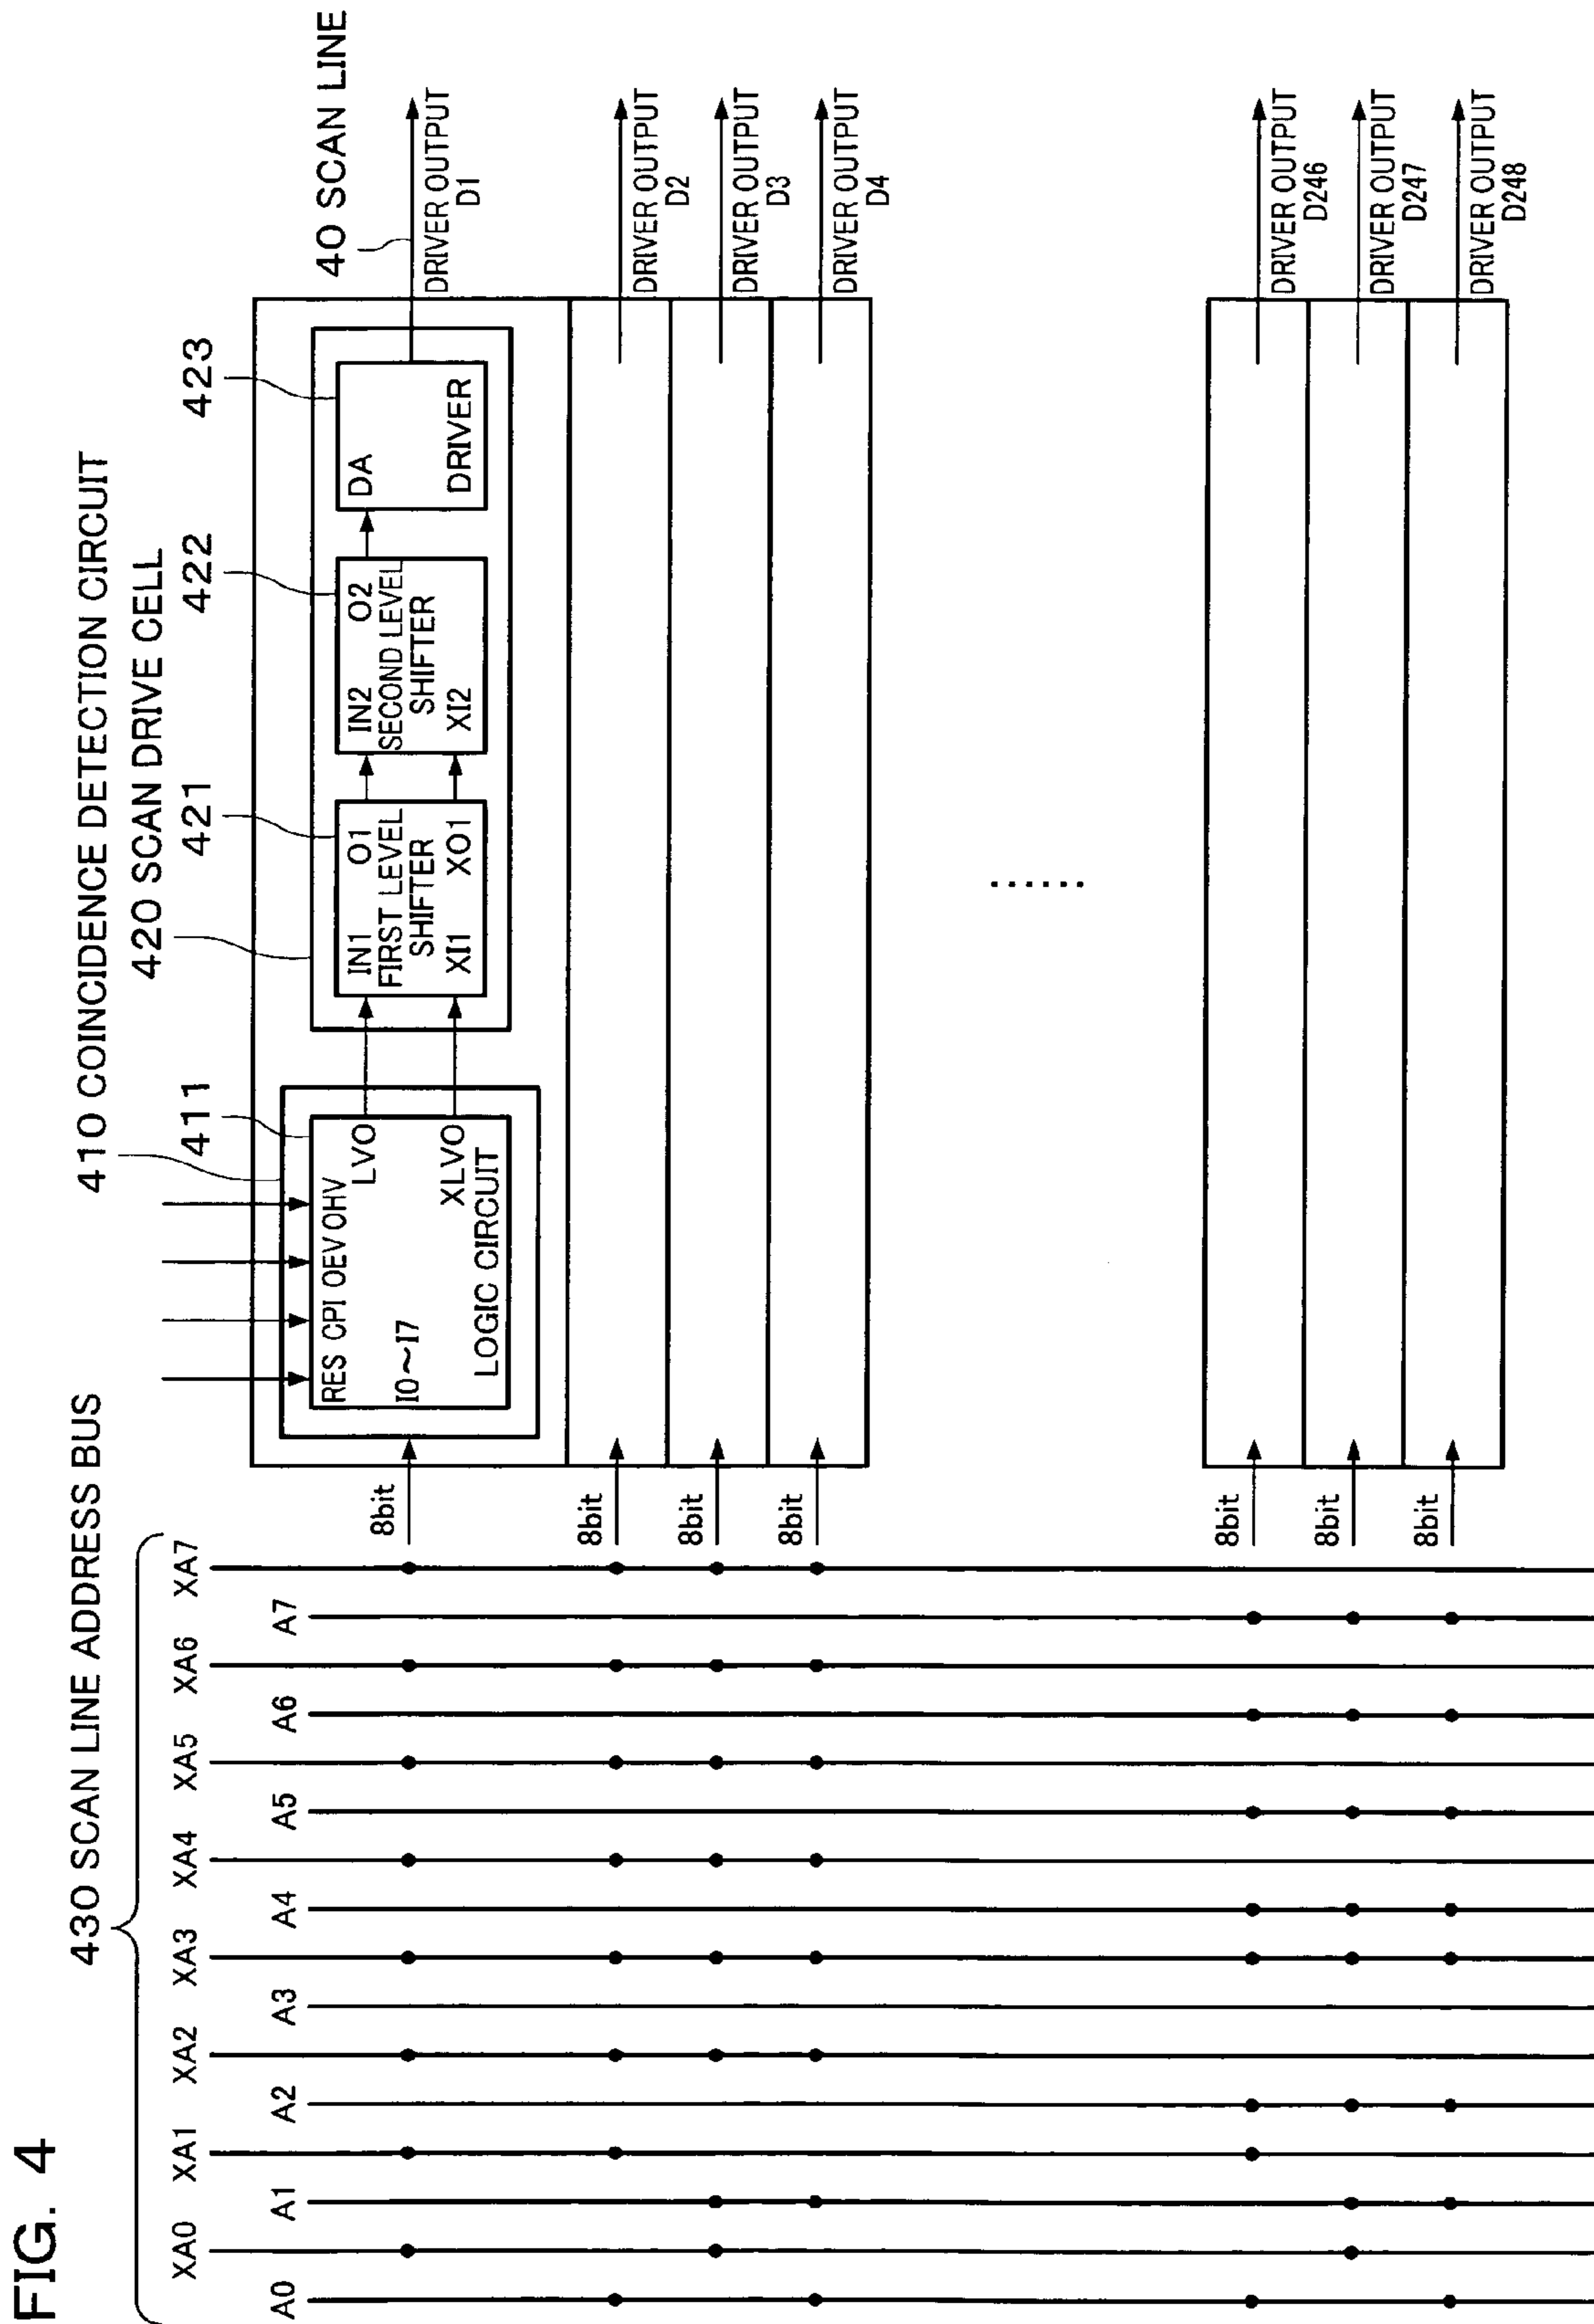 FIG. 4
430 SCAN LINE ADDRESS BUS
410 COINCIDENCE DETECTION CIRCUIT
420 SCAN DRIVE CELL
411
421
422
423
40 SCAN LINE
XA0
XA1
XA2
XA3
XA4
XA5
XA6
XA7
A0
A1
A2
A3
A4
A5
A6
A7
RES CPI OEV OHV
LVO
I0~I7
XLVO
LOGIC CIRCUIT
IN1 O1
FIRST LEVEL
SHIFTER
XI1 XO1
IN2 O2
SECOND LEVEL
SHIFTER
XI2
DA
DRIVER
8bit
DRIVER OUTPUT
D1
8bit
DRIVER OUTPUT
D2
8bit
DRIVER OUTPUT
D3
8bit
DRIVER OUTPUT
D4
......
8bit
DRIVER OUTPUT
D246
8bit
DRIVER OUTPUT
D247
8bit
DRIVER OUTPUT
D248